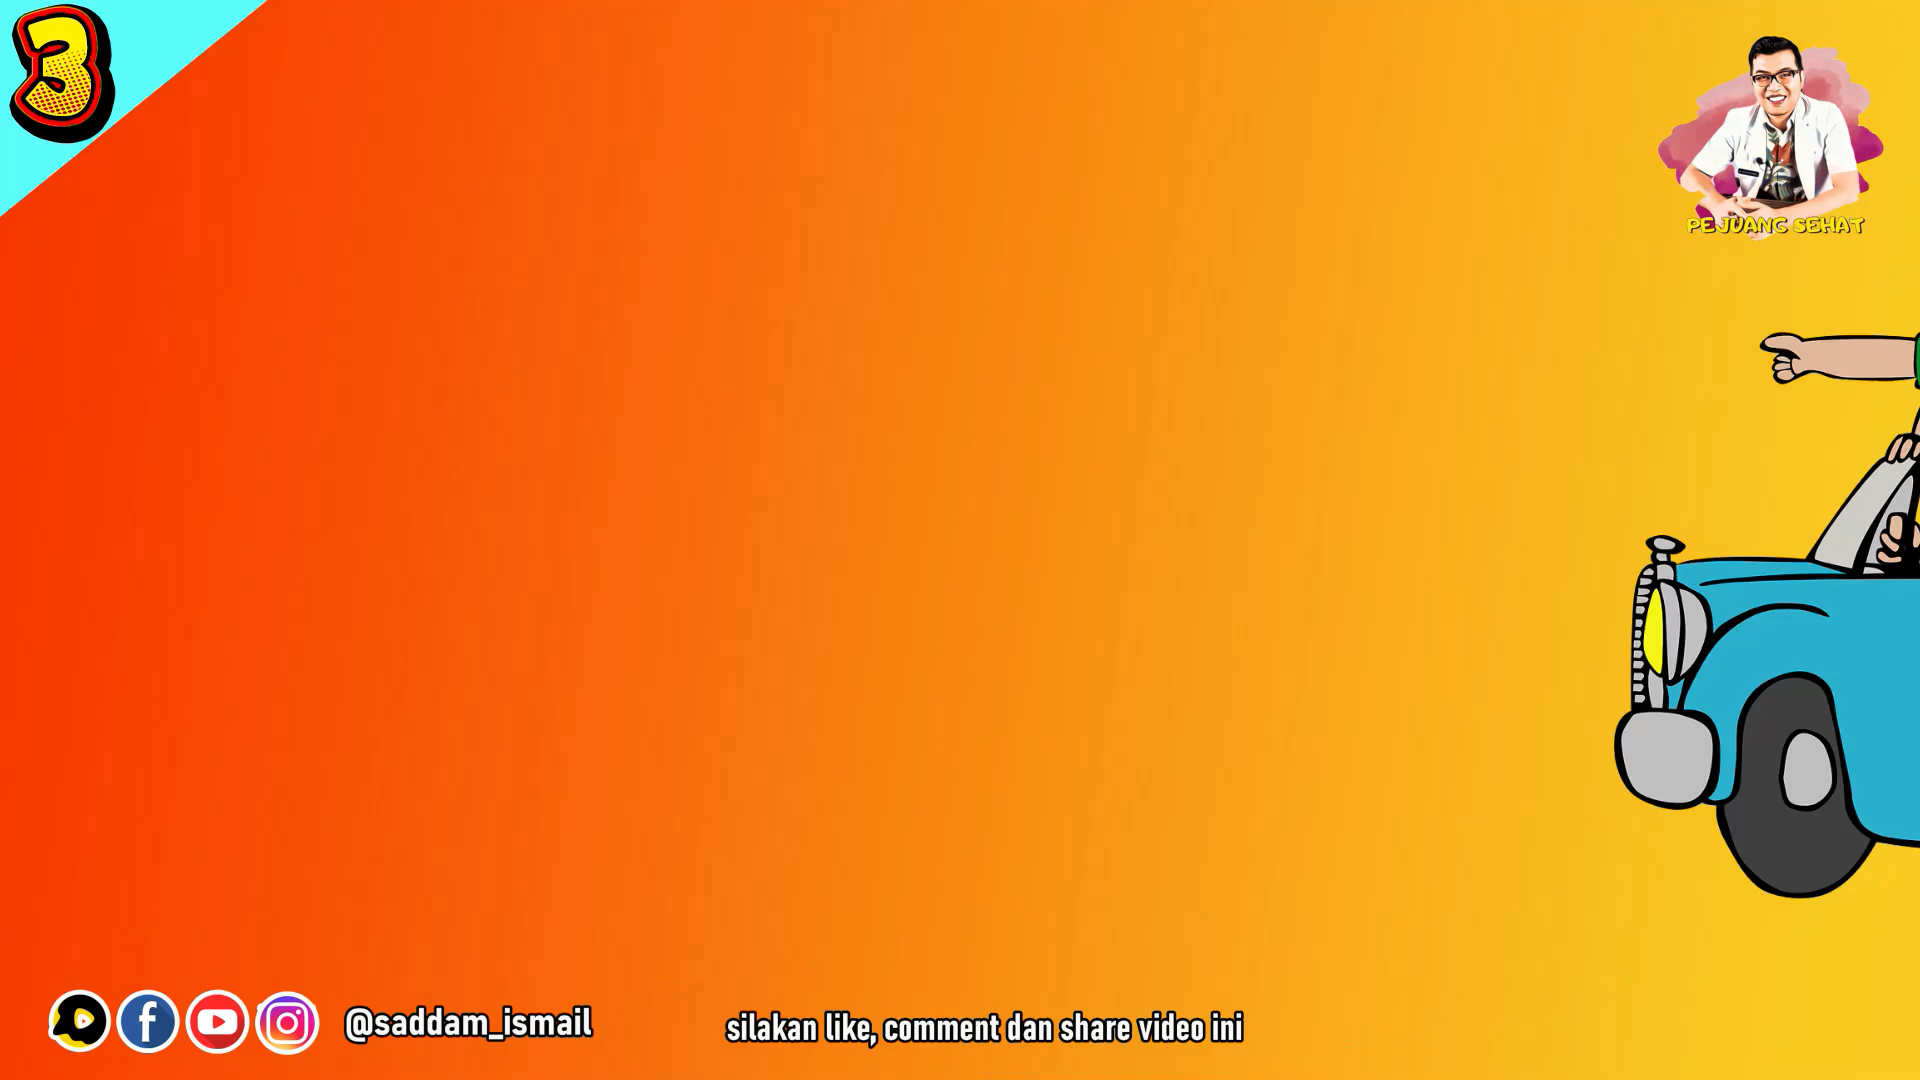 3
PEJUANG SEHAT
@saddam_ismail
silakan like, comment dan share video ini